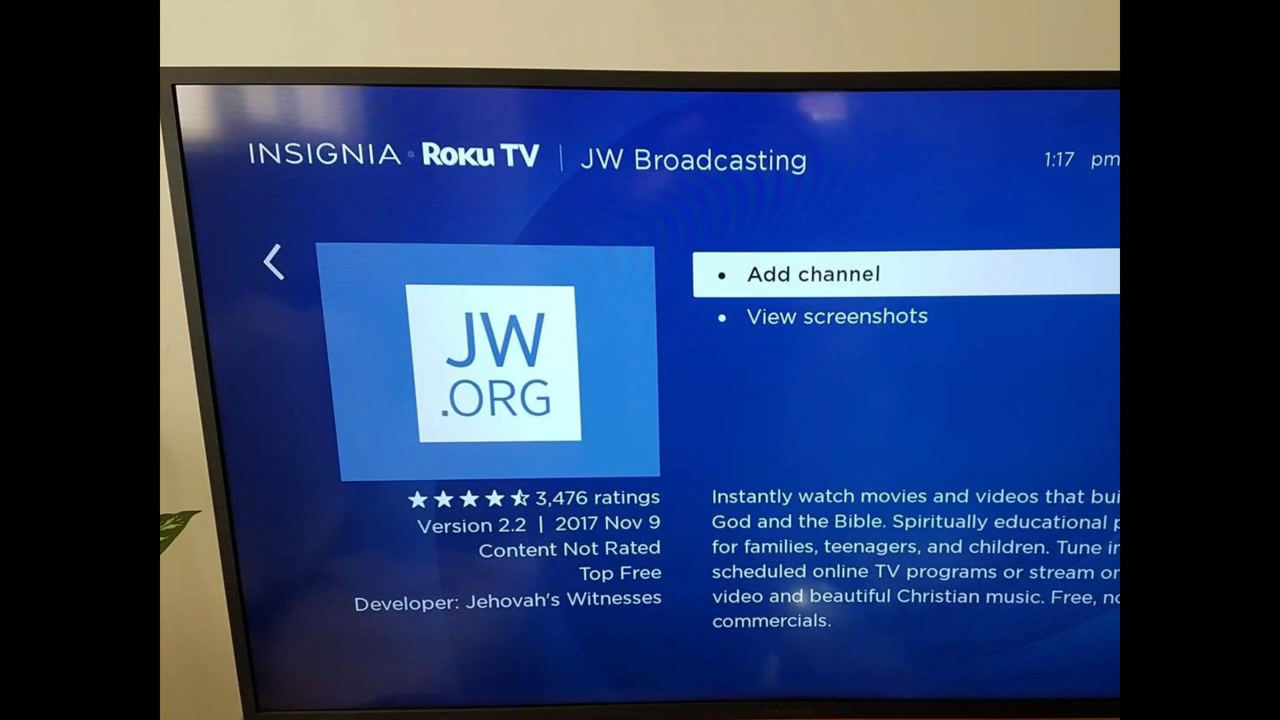 INSIGNIA • Roku TV | JW Broadcasting
1:17 pm
JW
.ORG
• Add channel
• View screenshots
3,476 ratings
Version 2.2 | 2017 Nov 9
Content Not Rated
Top Free
Developer: Jehovah's Witnesses
Instantly watch movies and videos that
God and the Bible. Spiritually educational
for families, teenagers, and children. Tune
scheduled online TV programs or stream
video and beautiful Christian music. Free,
commercials.